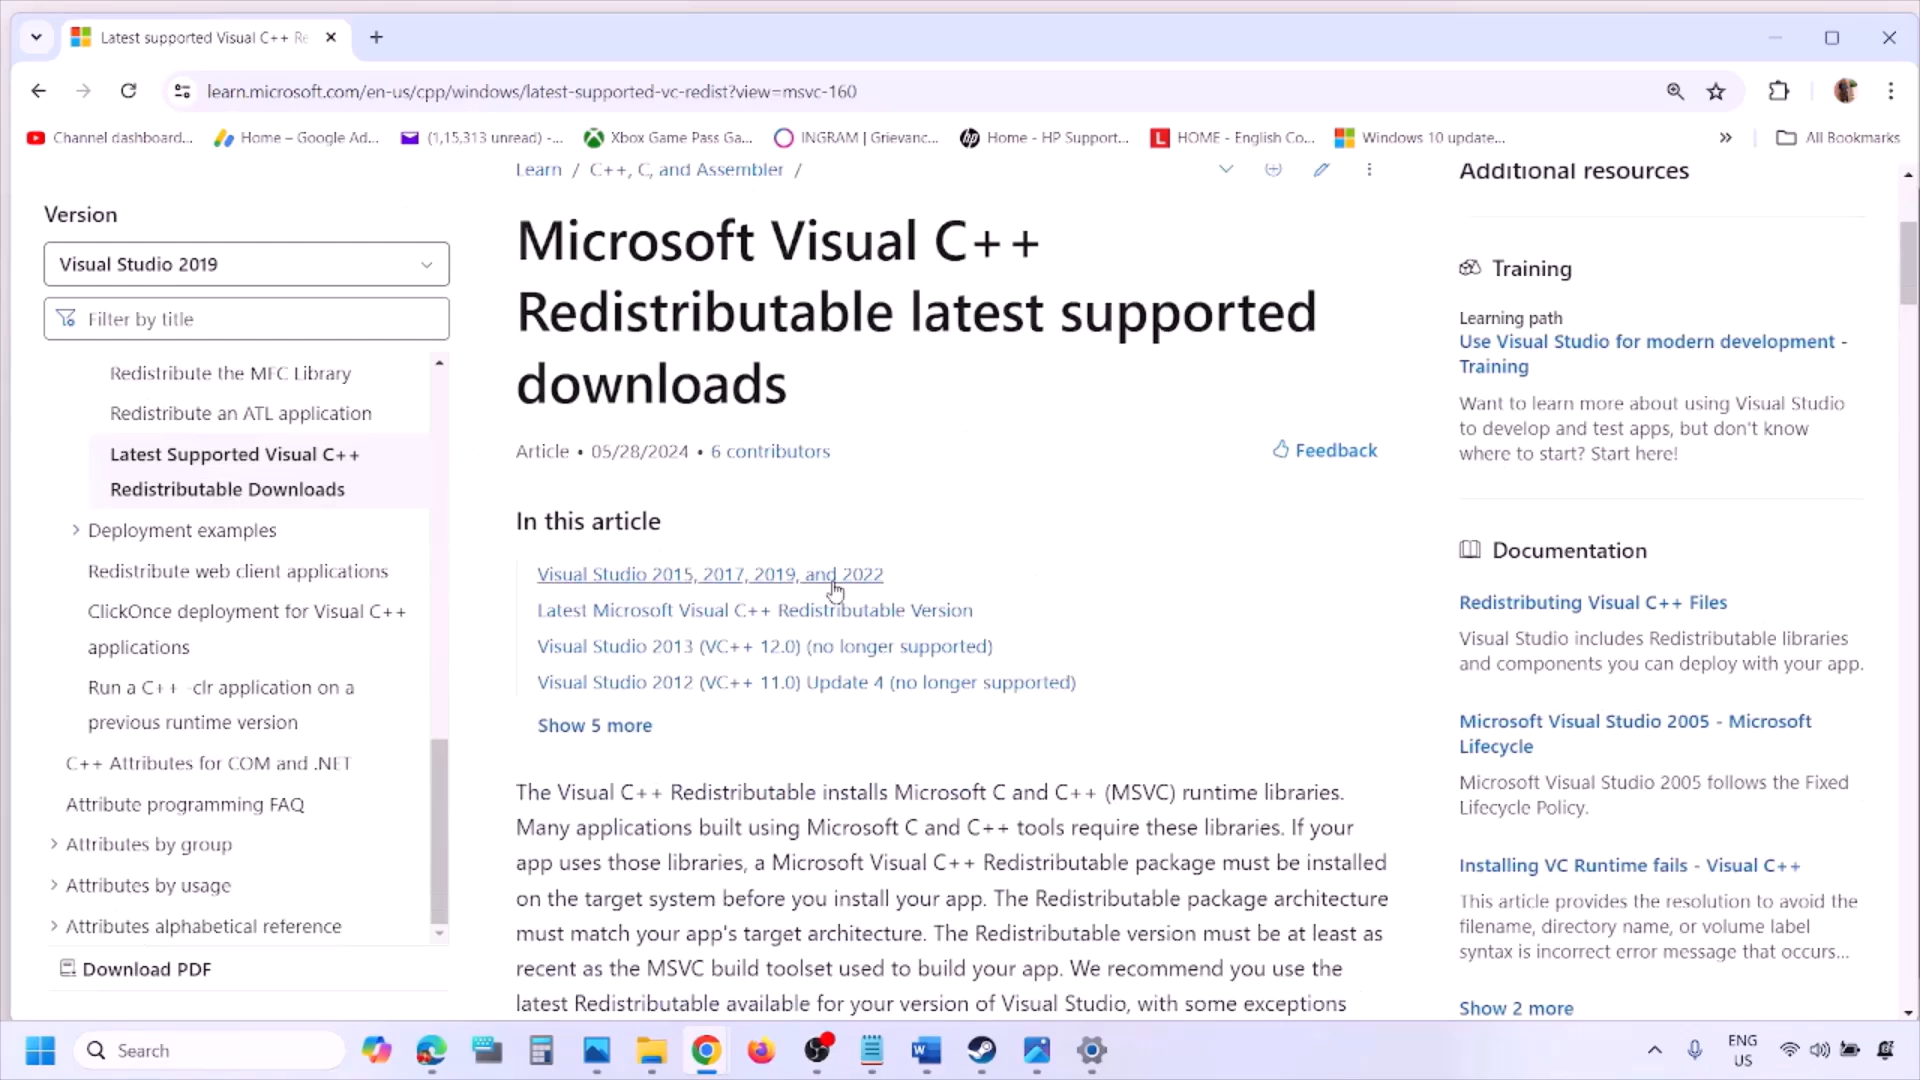 Latest supported Visual C++ Re
learn.microsoft.com/en-us/cpp/windows/latest-supported-vc-redist?view=msvc-160
Channel dashboard...
Home – Google Ad...
(1,15,313 unread) -...
Xbox Game Pass Ga...
INGRAM | Grievanc...
Home - HP Support...
HOME - English Co...
Windows 10 update...
All Bookmarks
Learn / C++, C, and Assembler /
Version
Visual Studio 2019
Filter by title
Redistribute the MFC Library
Redistribute an ATL application
Latest Supported Visual C++
Redistributable Downloads
Deployment examples
Redistribute web client applications
ClickOnce deployment for Visual C++
applications
Run a C++ -clr application on a
previous runtime version
C++ Attributes for COM and .NET
Attribute programming FAQ
Attributes by group
Attributes by usage
Attributes alphabetical reference
Download PDF
Microsoft Visual C++
Redistributable latest supported
downloads
Article • 05/28/2024 • 6 contributors
Feedback
In this article
Visual Studio 2015, 2017, 2019, and 2022
Latest Microsoft Visual C++ Redistributable Version
Visual Studio 2013 (VC++ 12.0) (no longer supported)
Visual Studio 2012 (VC++ 11.0) Update 4 (no longer supported)
Show 5 more
The Visual C++ Redistributable installs Microsoft C and C++ (MSVC) runtime libraries.
Many applications built using Microsoft C and C++ tools require these libraries. If your
app uses those libraries, a Microsoft Visual C++ Redistributable package must be installed
on the target system before you install your app. The Redistributable package architecture
must match your app's target architecture. The Redistributable version must be at least as
recent as the MSVC build toolset used to build your app. We recommend you use the
latest Redistributable available for your version of Visual Studio, with some exceptions
Additional resources
Training
Learning path
Use Visual Studio for modern development -
Training
Want to learn more about using Visual Studio
to develop and test apps, but don't know
where to start? Start here!
Documentation
Redistributing Visual C++ Files
Visual Studio includes Redistributable libraries
and components you can deploy with your app.
Microsoft Visual Studio 2005 - Microsoft
Lifecycle
Microsoft Visual Studio 2005 follows the Fixed
Lifecycle Policy.
Installing VC Runtime fails - Visual C++
This article provides the resolution to avoid the
filename, directory name, or volume label
syntax is incorrect error message that occurs...
Show 2 more
Search
ENG
US